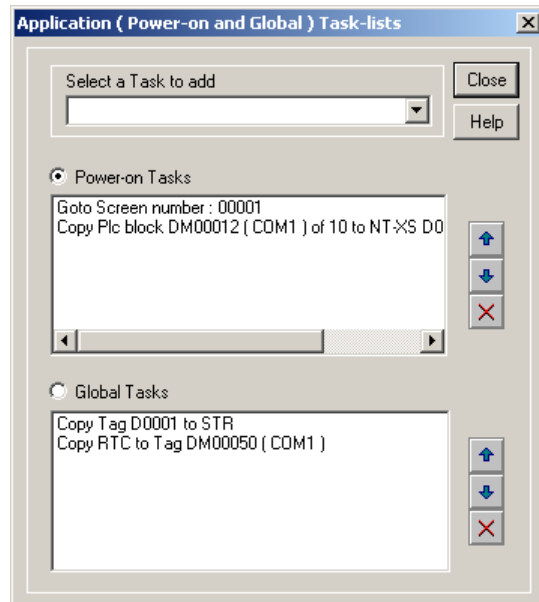 Application ( Power-on and Global ) Task-lists
Select a Task to add
Close
Help
Power-on Tasks
Goto Screen number : 00001
Copy Plc block DM00012 ( COM1 ) of 10 to NT-XS D0
Global Tasks
Copy Tag D0001 to STR
Copy RTC to Tag DM00050 ( COM1 )